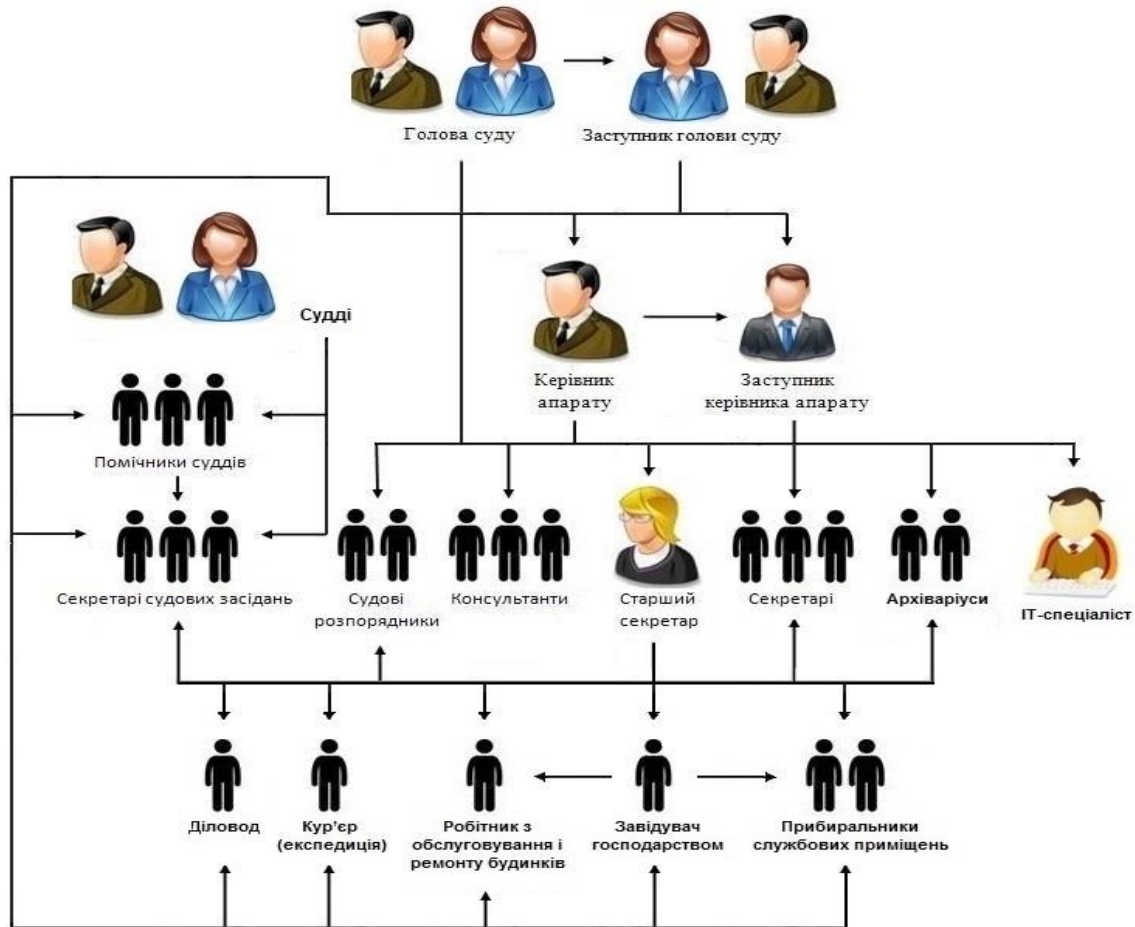 Голова суду
Заступник голови суду
Судді
Керівник
апарату
Заступник
керівника апарату
Помічники суддів
Секретарі судових засідань
Судові
розпорядники
Консультанти
Старший
секретар
Секретарі
Архіваріуси
ІТ-спеціаліст
Діловод
Кур’єр
(експедиція)
Робітник з
обслуговування і
ремонту будинків
Завідувач
господарством
Прибиральники
службових приміщень